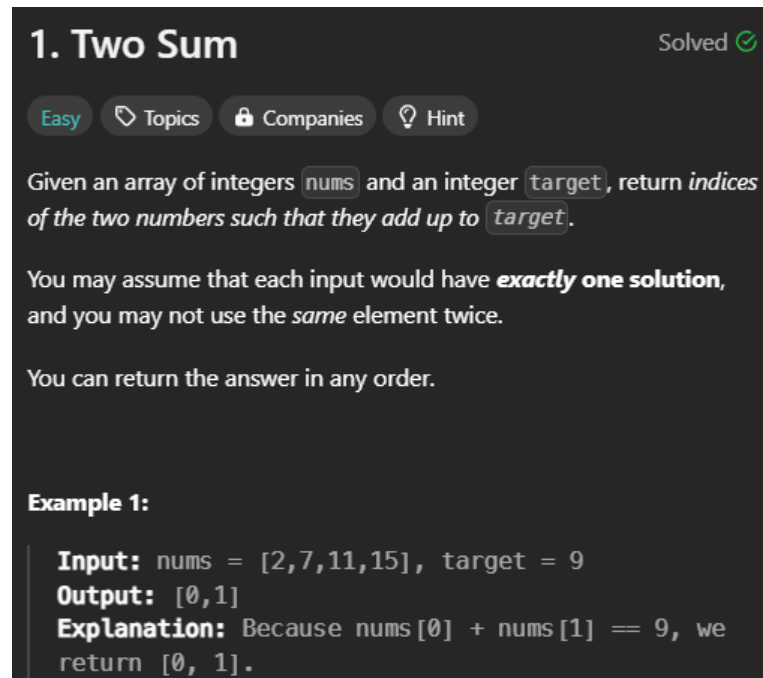 1. Two Sum
Solved
Easy
Topics
Companies
Hint
Given an array of integers nums and an integer target, return indices
of the two numbers such that they add up to target.
You may assume that each input would have exactly one solution,
and you may not use the same element twice.
You can return the answer in any order.
Example 1:
Input: nums = [2,7,11,15], target = 9
Output: [0,1]
Explanation: Because nums[0] + nums[1] == 9, we
return [0, 1].